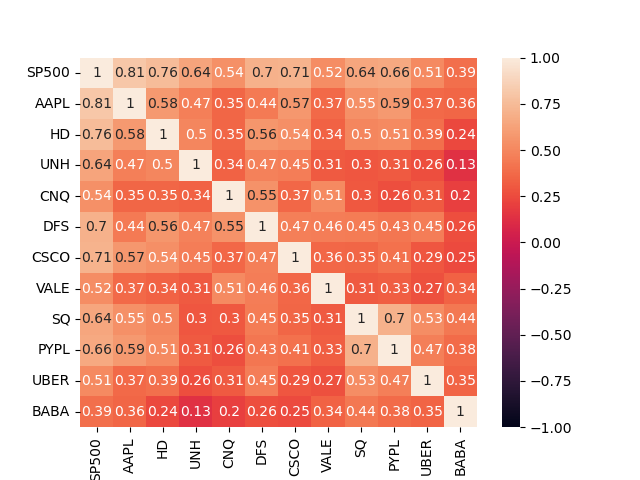 SP500 1 0.81 0.76 0.64 0.54 0.7 0.71 0.52 0.64 0.66 0.51 0.39
AAPL 0.81 1 0.58 0.47 0.35 0.44 0.57 0.37 0.55 0.59 0.37 0.36
HD 0.76 0.58 1 0.5 0.35 0.56 0.54 0.34 0.5 0.51 0.39 0.24
UNH 0.64 0.47 0.5 1 0.34 0.47 0.45 0.31 0.3 0.31 0.26 0.13
CNQ 0.54 0.35 0.35 0.34 1 0.55 0.37 0.51 0.3 0.26 0.31 0.2
DFS 0.7 0.44 0.56 0.47 0.55 1 0.47 0.46 0.45 0.43 0.45 0.26
CSCO 0.71 0.57 0.54 0.45 0.37 0.47 1 0.36 0.35 0.41 0.29 0.25
VALE 0.52 0.37 0.34 0.31 0.51 0.46 0.36 1 0.31 0.33 0.27 0.34
SQ 0.64 0.55 0.5 0.3 0.3 0.45 0.35 0.31 1 0.7 0.53 0.44
PYPL 0.66 0.59 0.51 0.31 0.26 0.43 0.41 0.33 0.7 1 0.47 0.38
UBER 0.51 0.37 0.39 0.26 0.31 0.45 0.29 0.27 0.53 0.47 1 0.35
BABA 0.39 0.36 0.24 0.13 0.2 0.26 0.25 0.34 0.44 0.38 0.35 1
SP500 AAPL HD UNH CNQ DFS CSCO VALE SQ PYPL UBER BABA
1.00
0.75
0.50
0.25
0.00
−0.25
−0.50
−0.75
−1.00